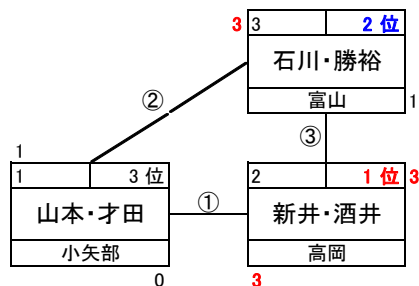 3 3 2 位
石川・勝裕
② 富山 1
③
1
1 3 位 2 1 位 3
山本・才田 ① 新井・酒井
小矢部 高岡
0 3